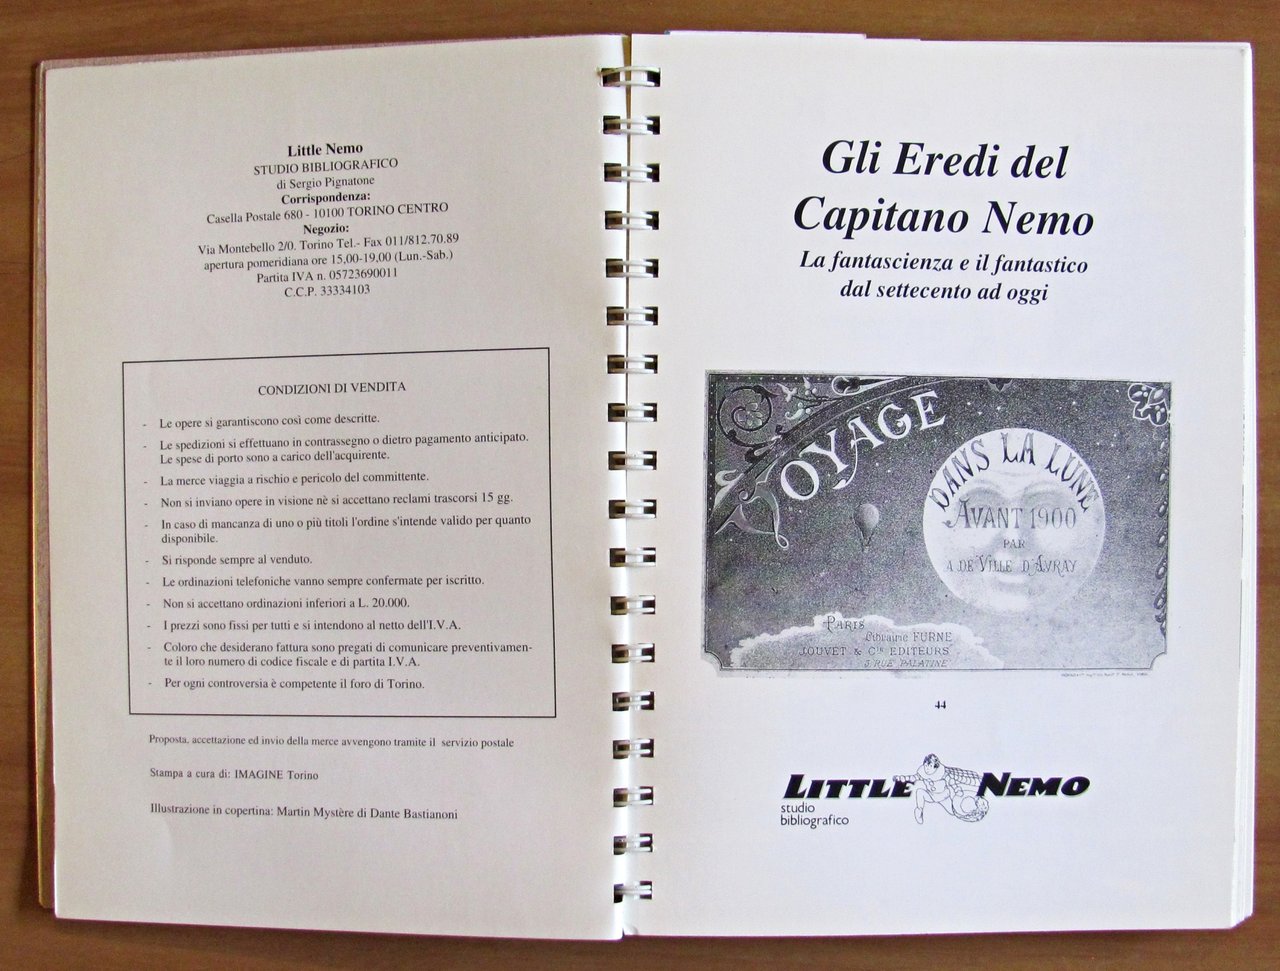 Little Nemo
STUDIO BIBLIOGRAFICO
di Sergio Pignatone
Corrispondenza:
Casella Postale 680 - 10100 TORINO CENTRO
Negozio:
Via Montebello 2/0. Torino Tel.- Fax 011/812.70.89
apertura pomeridiana ore 15,00-19,00 (Lun.-Sab.)
Partita IVA n. 05723690011
C.C.P. 33334103
CONDIZIONI DI VENDITA
- Le opere si garantiscono così come descritte.
- Le spedizioni si effettuano in contrassegno o dietro pagamento anticipato.
Le spese di porto sono a carico dell'acquirente.
- La merce viaggia a rischio e pericolo del committente.
- Non si inviano opere in visione nè si accettano reclami trascorsi 15 gg.
- In caso di mancanza di uno o più titoli l'ordine s'intende valido per quanto
disponibile.
- Si risponde sempre al venduto.
- Le ordinazioni telefoniche vanno sempre confermate per iscritto.
- Non si accettano ordinazioni inferiori a L. 20.000.
- I prezzi sono fissi per tutti e si intendono al netto dell'I.V.A.
- Coloro che desiderano fattura sono pregati di comunicare preventivamen-
te il loro numero di codice fiscale e di partita I.V.A.
- Per ogni controversia è competente il foro di Torino.
Proposta, accettazione ed invio della merce avvengono tramite il servizio postale
Stampa a cura di: IMAGINE Torino
Illustrazione in copertina: Martin Mystère di Dante Bastianoni
Gli Eredi del
Capitano Nemo
La fantascienza e il fantastico
dal settecento ad oggi
VOYAGE
DANS LA LUNE
AVANT 1900
PAR
A. DE VILLE D'AVRAY
PARIS
Librairie FURNE
JOUVET & Cie EDITEURS
5, RUE PALATINE
44
LITTLE NEMO
studio
bibliografico